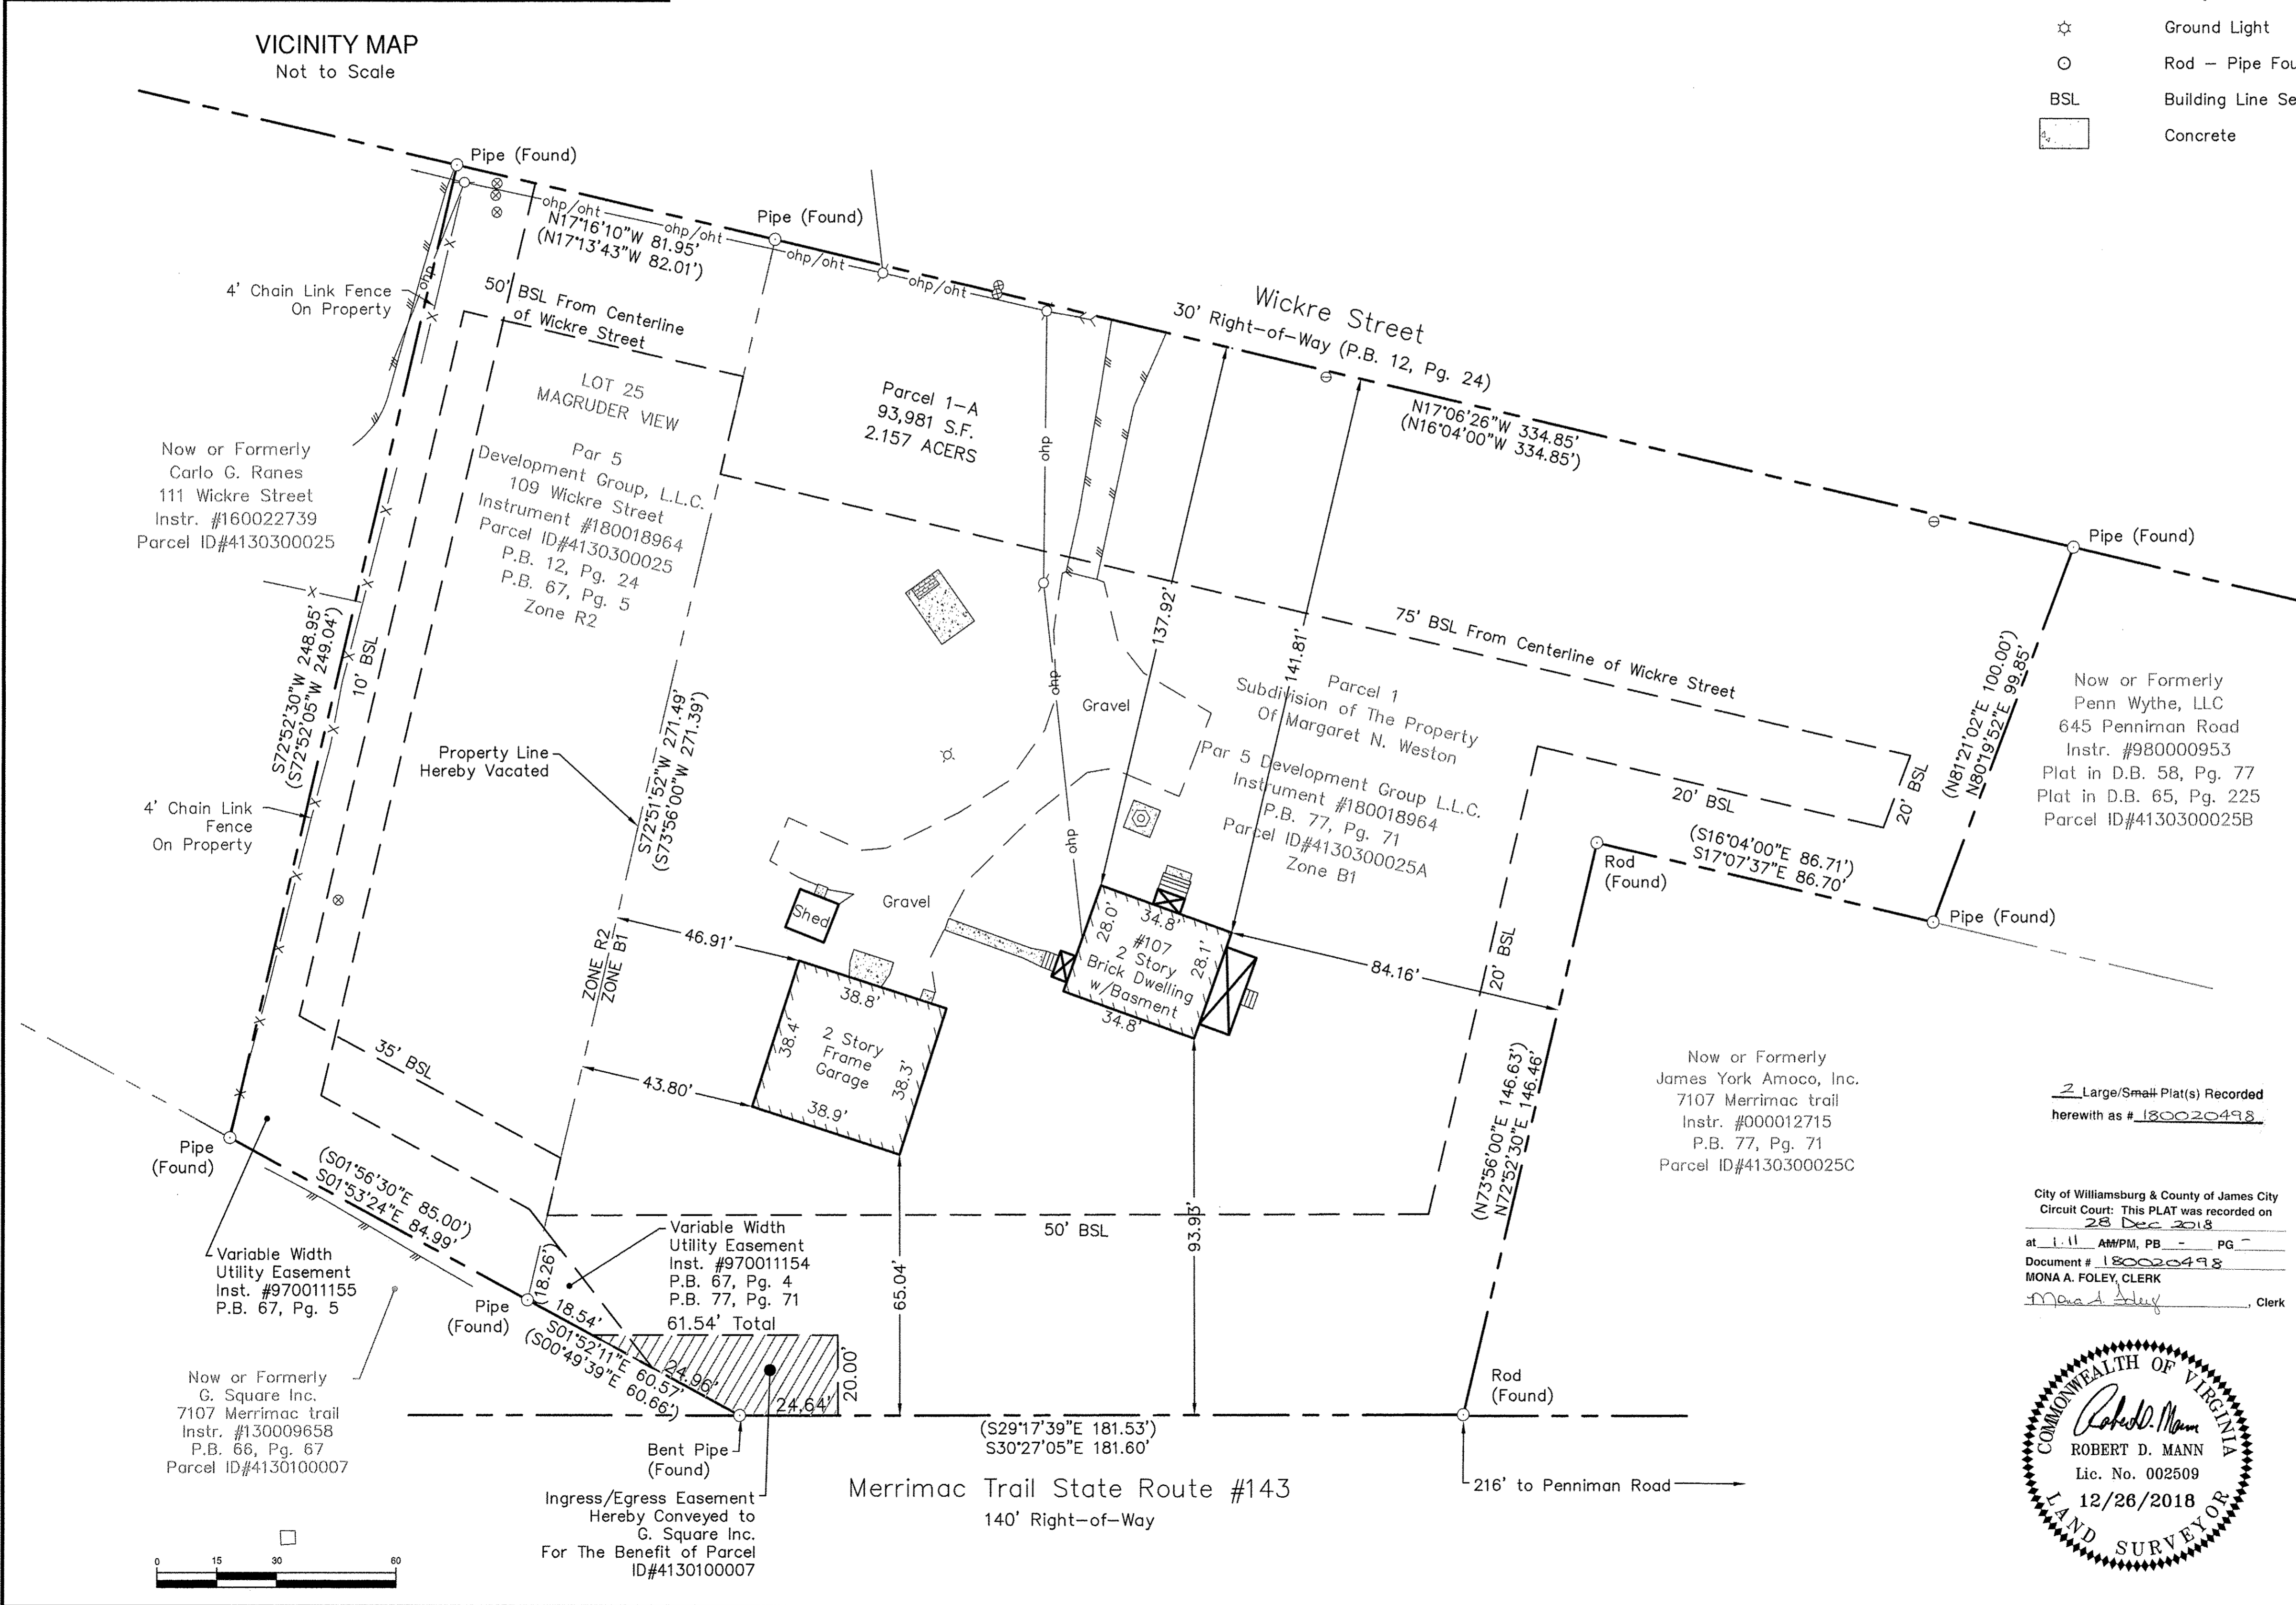 VICINITY MAP
Not to Scale
Ground Light
Rod – Pipe Fou
BSL
Building Line Se
Concrete
Pipe (Found)
Pipe (Found)
ohp/oht
ohp/oht
ohp/oht
ohp/oht
N17°16'10"W 81.95'
(N17°13'43"W 82.01')
ohp
4' Chain Link Fence
On Property
50' BSL From Centerline
of Wickre Street
Wickre Street
30' Right-of-Way (P.B. 12, Pg. 24)
N17°06'26"W 334.85'
(N16°04'00"W 334.85')
LOT 25
MAGRUDER VIEW
Par 5
Development Group, L.L.C.
109 Wickre Street
Instrument #180018964
Parcel ID#4130300025
P.B. 12, Pg. 24
P.B. 67, Pg. 5
Zone R2
Parcel 1-A
93,981 S.F.
2.157 ACERS
ohp
Now or Formerly
Carlo G. Ranes
111 Wickre Street
Instr. #160022739
Parcel ID#4130300025
S72°52'30"W 248.95'
(S72°52'05"W 249.04')
10' BSL
Pipe (Found)
137.92'
141.81'
75' BSL From Centerline of Wickre Street
(N81°21'02"E 100.00')
N80°19'52"E 99.85'
Now or Formerly
Penn Wythe, LLC
645 Penniman Road
Instr. #980000953
Plat in D.B. 58, Pg. 77
Plat in D.B. 65, Pg. 225
Parcel ID#4130300025B
ohp
Gravel
Parcel 1
Subdivision of The Property
Of Margaret N. Weston
Par 5 Development Group L.L.C.
Instrument #180018964
P.B. 77, Pg. 71
Parcel ID#4130300025A
Zone B1
Property Line
Hereby Vacated
S72°51'52"W 271.49'
(S73°56'00"W 271.39')
4' Chain Link
Fence
On Property
20' BSL
20' BSL
ohp
(S16°04'00"E 86.71')
S17°07'37"E 86.70'
Rod
(Found)
Pipe (Found)
Shed
Gravel
46.91'
ZONE R2
ZONE B1
34.8'
28.0'
#107
2 Story
Brick Dwelling
w/Basment
28.1'
34.8'
84.16'
20' BSL
38.8'
38.4'
2 Story
Frame
Garage
38.3'
38.9'
43.80'
35' BSL
(N73°56'00"E 146.63')
N72°52'30"E 146.46'
Now or Formerly
James York Amoco, Inc.
7107 Merrimac trail
Instr. #000012715
P.B. 77, Pg. 71
Parcel ID#4130300025C
2 Large/Small Plat(s) Recorded
herewith as # 180020498
Pipe
(Found)
(S01°56'30"E 85.00')
S01°53'24"E 84.99'
Variable Width
Utility Easement
Inst. #970011155
P.B. 67, Pg. 5
Variable Width
Utility Easement
Inst. #970011154
P.B. 67, Pg. 4
P.B. 77, Pg. 71
61.54' Total
50' BSL
65.04'
93.93'
City of Williamsburg & County of James City
Circuit Court: This PLAT was recorded on
28 Dec 2018
at 1:11 AM/PM, PB - PG -
Document # 180020498
MONA A. FOLEY, CLERK
Mona A. Foley, Clerk
(18.26')
Pipe
(Found)
18.54'
S01°52'11"E 60.57'
(S00°49'39"E 60.66')
24.96'
24.64'
20.00'
Now or Formerly
G. Square Inc.
7107 Merrimac trail
Instr. #130009658
P.B. 66, Pg. 67
Parcel ID#4130100007
Bent Pipe
(Found)
(S29°17'39"E 181.53')
S30°27'05"E 181.60'
Rod
(Found)
Merrimac Trail State Route #143
140' Right-of-Way
216' to Penniman Road
Ingress/Egress Easement
Hereby Conveyed to
G. Square Inc.
For The Benefit of Parcel
ID#4130100007
0 15 30 60
COMMONWEALTH OF VIRGINIA
Robert D. Mann
ROBERT D. MANN
Lic. No. 002509
12/26/2018
LAND SURVEYOR